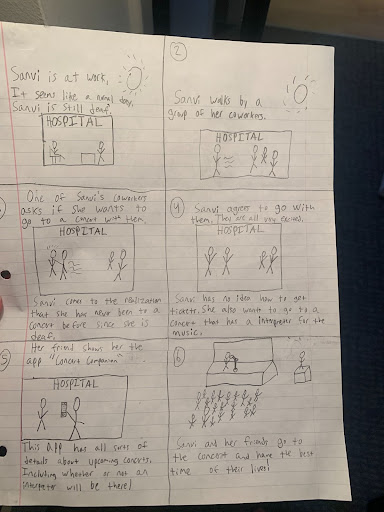 Sanvi is at work,
It seems like a normal day,
Sanvi is still deaf.
HOSPITAL
2
Sanvi walks by a
group of her coworkers.
HOSPITAL
One of Sanvi's coworkers
asks if she wants to
go to a concert with them.
HOSPITAL
Sanvi comes to the realization
that she has never been to a
concert before since she is
deaf.
4
Sanvi agrees to go with
them. They are all very excited.
HOSPITAL
Sanvi has no idea how to get
tickets. She also want to go to a
concert that has a interpreter for the
music.
5
Her friend shows her the
app "Concert Companion"
HOSPITAL
This app has all sorts of
details about upcoming concerts.
Including whether or not an
interpretor will be there!
6
Sanvi and her friends go to
the concert and have the best
time of their lives!